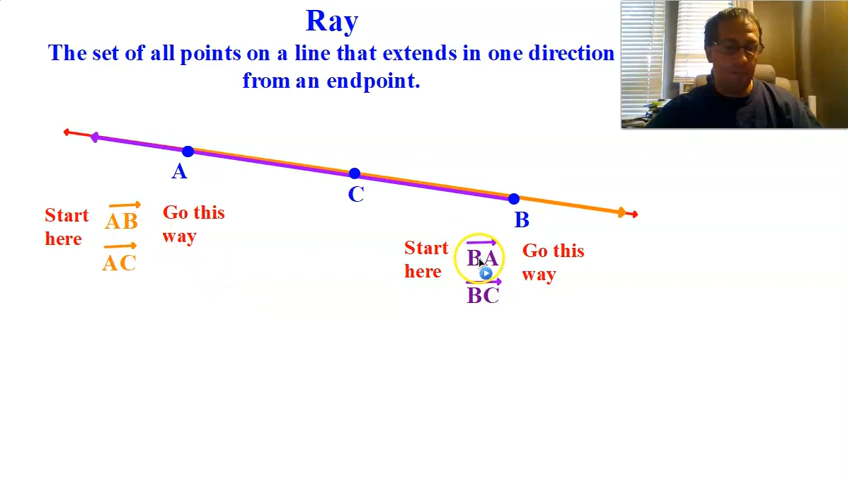 Ray
The set of all points on a line that extends in one direction
from an endpoint.
A
C
B
Start
here
AB
AC
Go this
way
Start
here
BA
BC
Go this
way